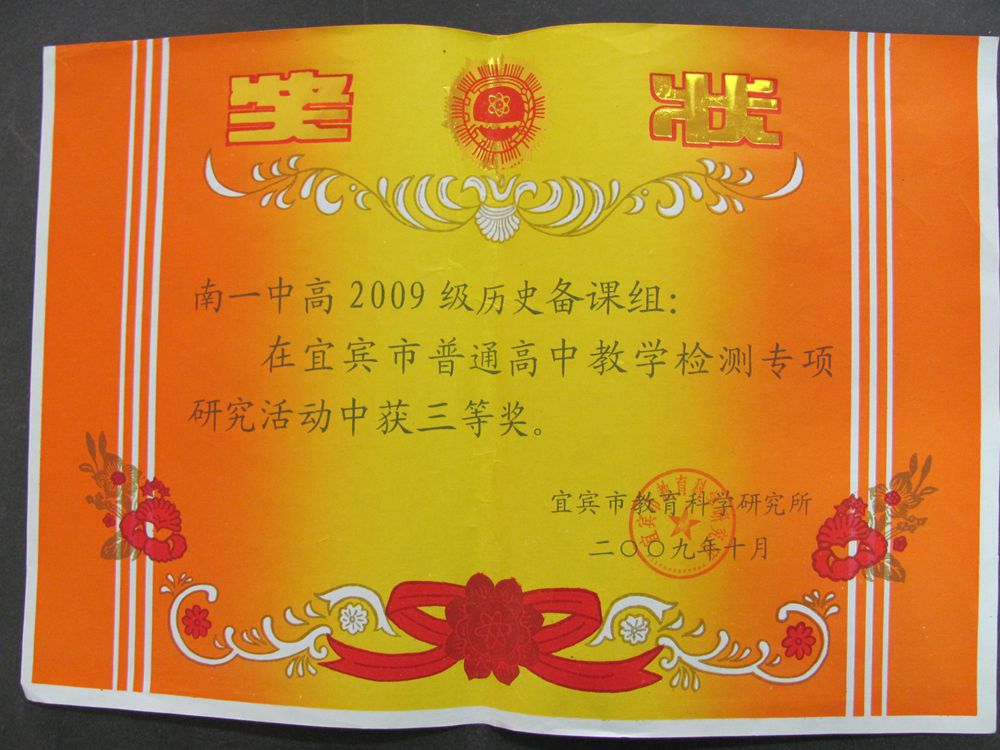 奖状
南一中高2009级历史备课组：
在宜宾市普通高中教学检测专项
研究活动中获三等奖。
宜宾市教育科学研究所
二〇〇九年十月